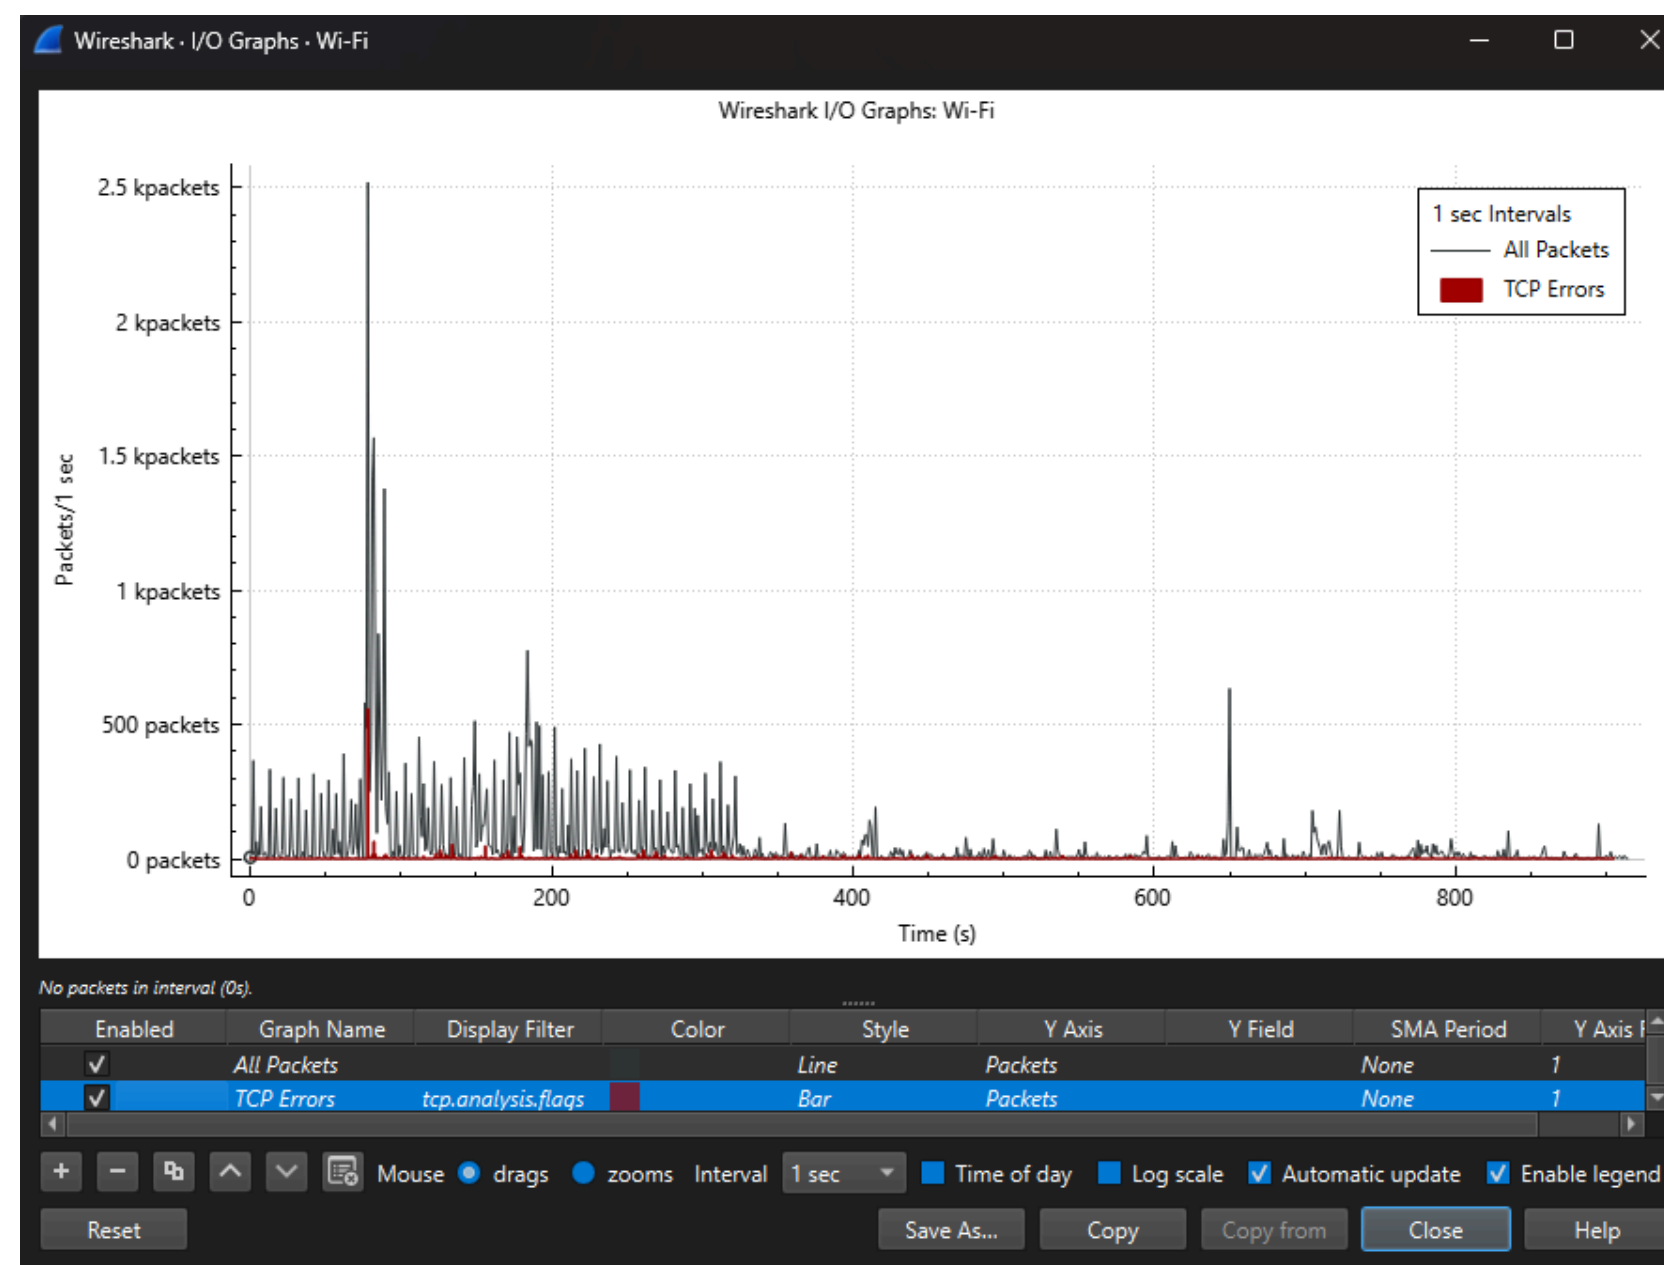 Wireshark · I/O Graphs · Wi-Fi
Wireshark I/O Graphs: Wi-Fi
2.5 kpackets
2 kpackets
1.5 kpackets
1 kpackets
500 packets
0 packets
Packets/1 sec
1 sec Intervals
All Packets
TCP Errors
0 200 400 600 800
Time (s)
No packets in interval (0s).
Enabled Graph Name Display Filter Color Style Y Axis Y Field SMA Period Y Axis F
All Packets Line Packets None 1
TCP Errors tcp.analysis.flags Bar Packets None 1
Mouse drags zooms Interval 1 sec Time of day Log scale Automatic update Enable legend
Reset Save As... Copy Copy from Close Help